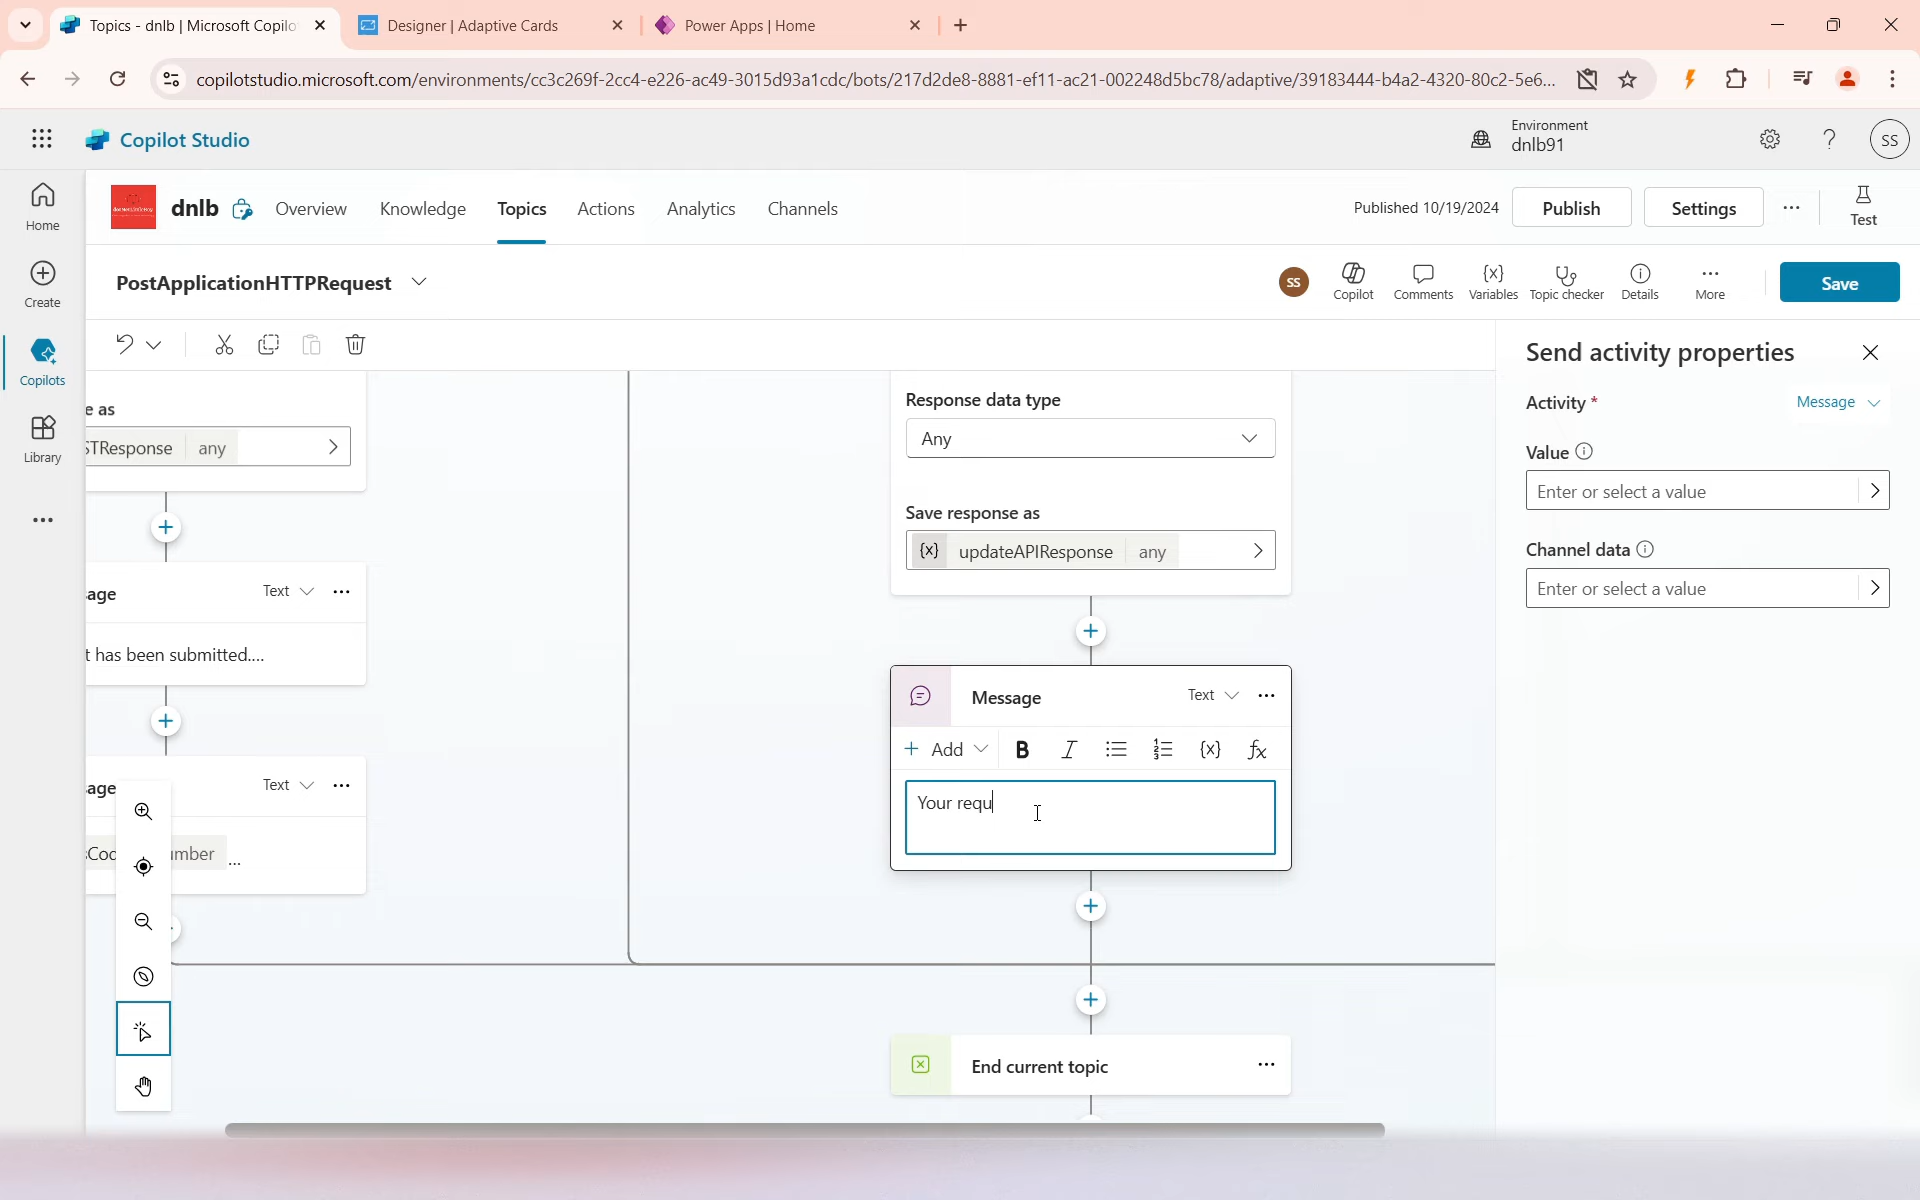 Topics - dnlb | Microsoft Copilo
Designer | Adaptive Cards
Power Apps | Home
copilotstudio.microsoft.com/environments/cc3c269f-2cc4-e226-ac49-3015d93a1cdc/bots/217d2de8-8881-ef11-ac21-002248d5bc78/adaptive/39183444-b4a2-4320-80c2-5e6...
Copilot Studio
Environment
dnlb91
?
SS
Home
Create
Copilots
Library
dnlb
Overview
Knowledge
Topics
Actions
Analytics
Channels
Published 10/19/2024
Publish
Settings
Test
PostApplicationHTTPRequest
SS
Copilot
Comments
Variables
Topic checker
Details
More
Save
e as
STResponse any
sage
Text
t has been submitted....
sage
Text
sCod
umber ...
Response data type
Any
Save response as
{x} updateAPIResponse any
Message
Text
+ Add B I {x} fx
Your requ
End current topic
Send activity properties
Activity *
Message
Value
Enter or select a value
Channel data
Enter or select a value